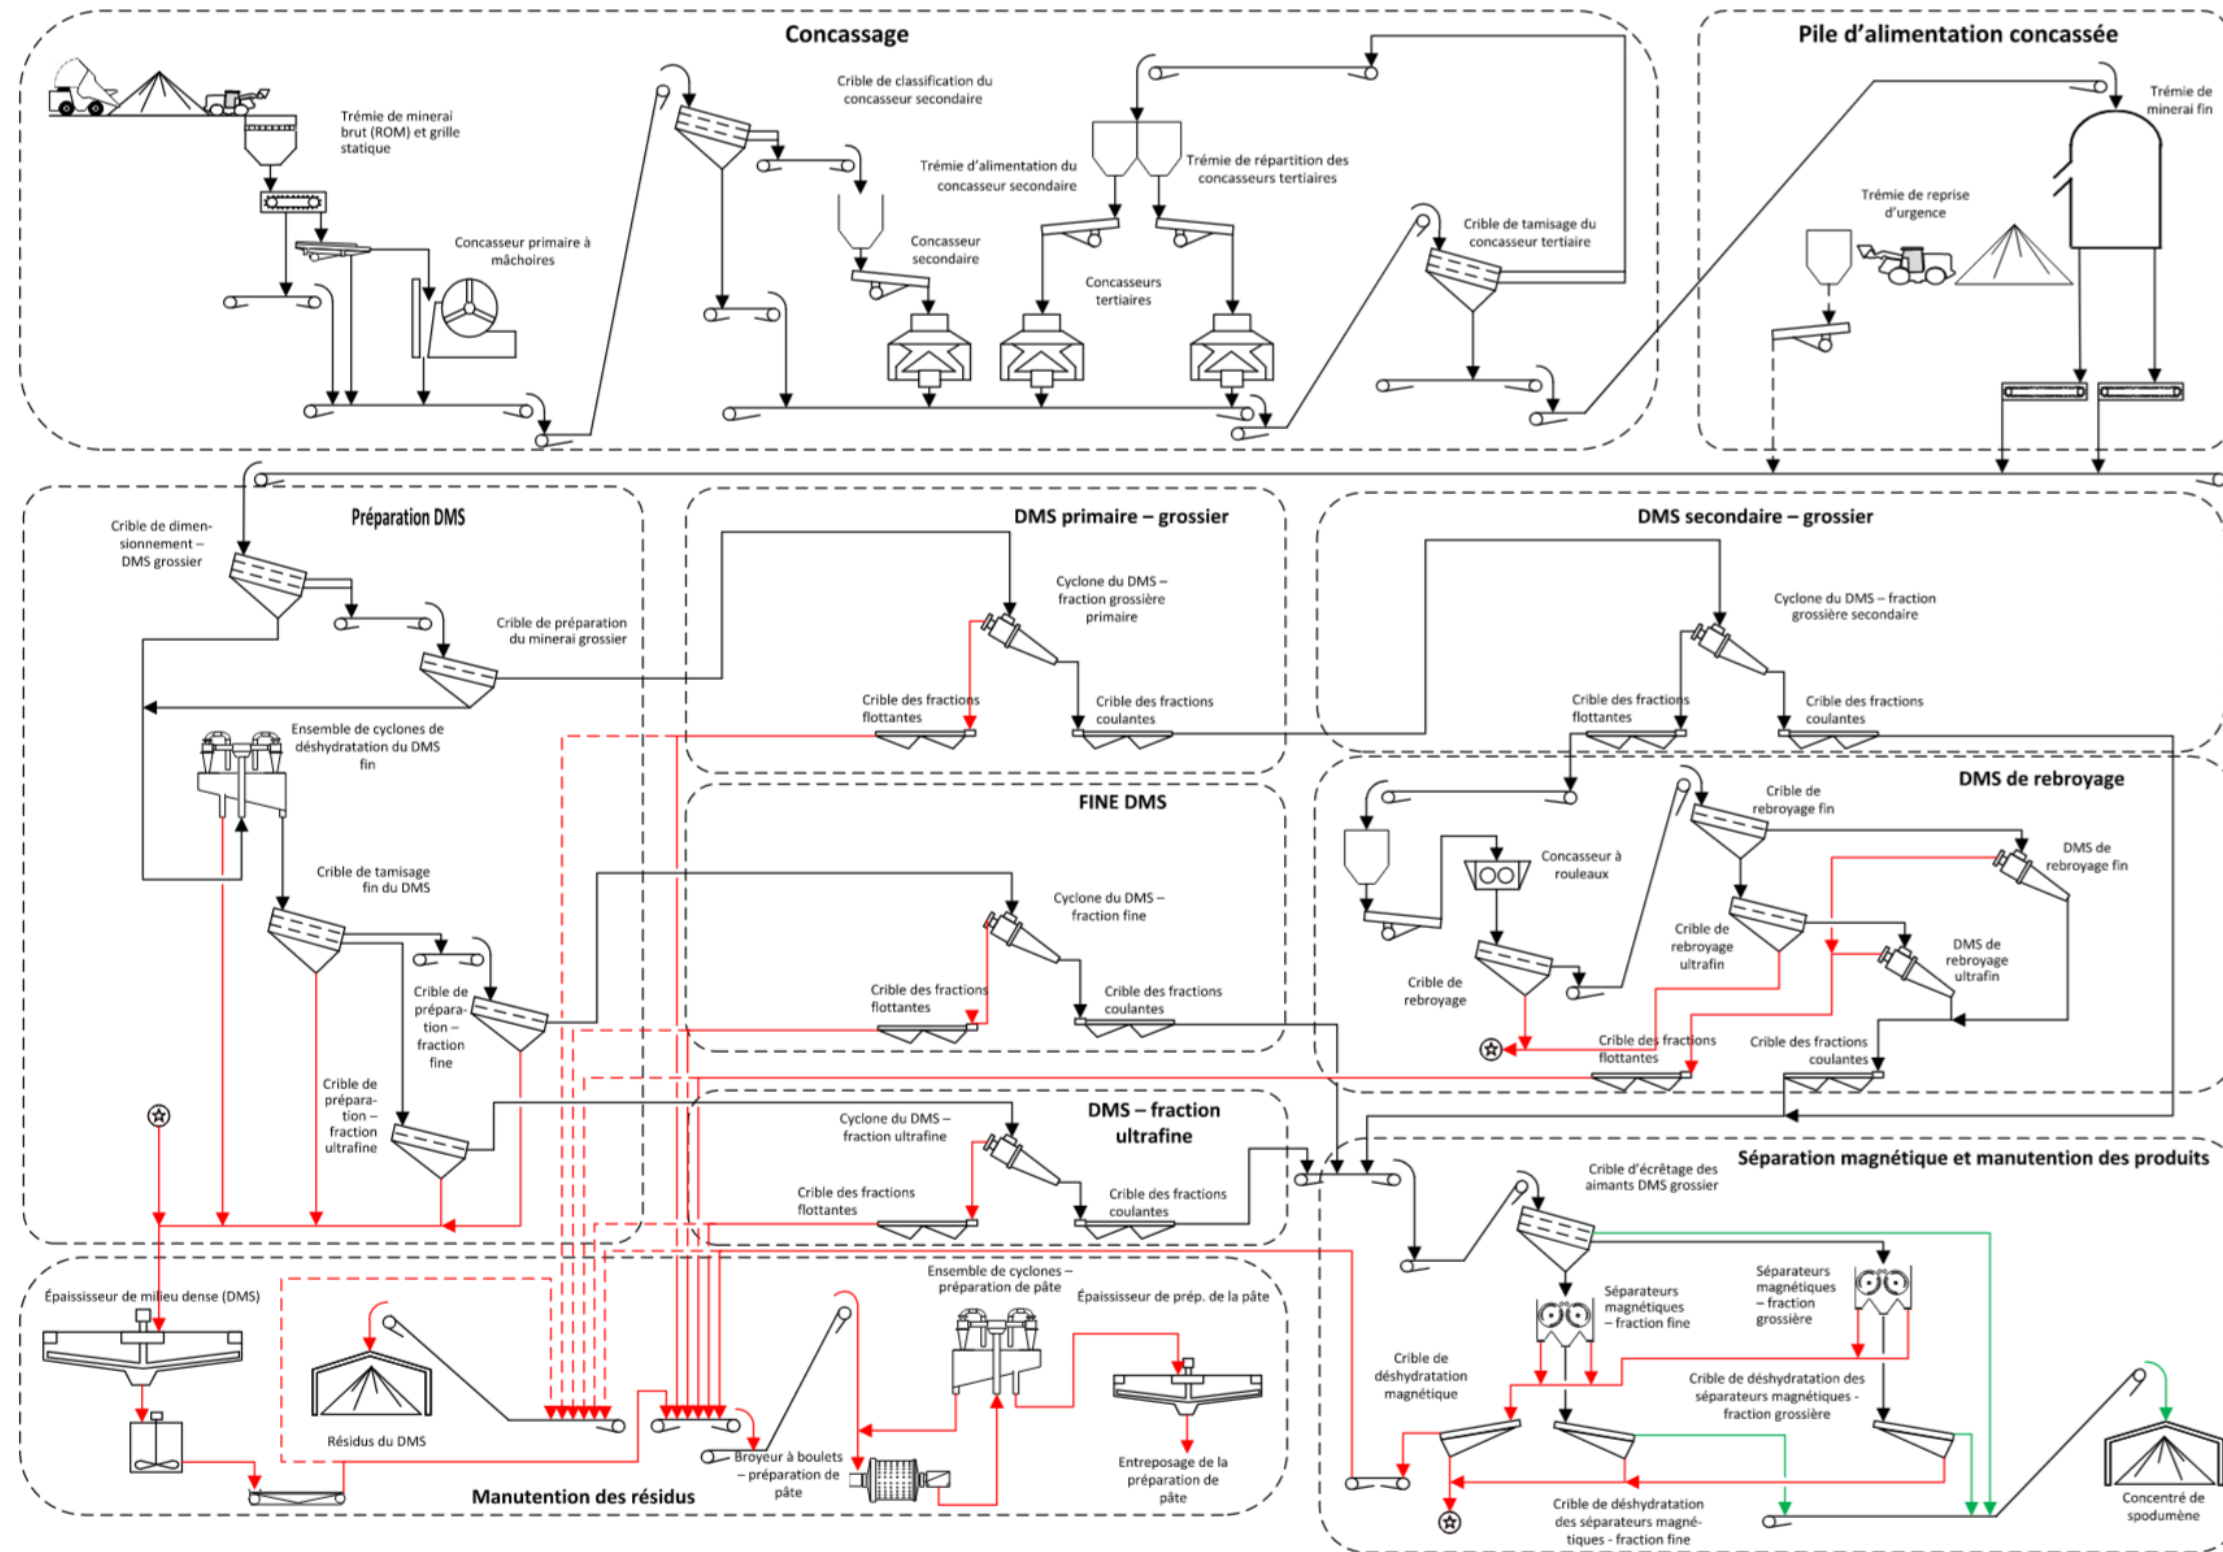 Concassage
Trémie de minerai
brut (ROM) et grille
statique
Concasseur primaire à
mâchoires
Crible de classification du
concasseur secondaire
Trémie d’alimentation du
concasseur secondaire
Concasseur
secondaire
Trémie de répartition des
concasseurs tertiaires
Concasseurs
tertiaires
Crible de tamisage du
concasseur tertiaire
Pile d’alimentation concassée
Trémie de
minerai fin
Trémie de reprise
d’urgence
Préparation DMS
Crible de dimen-
sionnement –
DMS grossier
Crible de préparation
du minerai grossier
Ensemble de cyclones de
déshydratation du DMS
fin
Crible de tamisage
fin du DMS
Crible de
prépara-
tion –
fraction
fine
Crible de
prépara-
tion –
fraction
ultrafine
DMS primaire – grossier
Cyclone du DMS –
fraction grossière
primaire
Crible des fractions
flottantes
Crible des fractions
coulantes
DMS secondaire – grossier
Cyclone du DMS – fraction
grossière secondaire
Crible des fractions
flottantes
Crible des fractions
coulantes
FINE DMS
Cyclone du DMS –
fraction fine
Crible des fractions
flottantes
Crible des fractions
coulantes
DMS de rebroyage
Crible de
rebroyage fin
DMS de
rebroyage fin
Concasseur à
rouleaux
Crible de
rebroyage
Crible de
rebroyage
ultrafin
DMS de
rebroyage
ultrafin
Crible des fractions
flottantes
Crible des fractions
coulantes
DMS – fraction
ultrafine
Cyclone du DMS –
fraction ultrafine
Crible des fractions
flottantes
Crible des fractions
coulantes
Séparation magnétique et manutention des produits
Crible d’écrêtage des
aimants DMS grossier
Séparateurs
magnétiques
– fraction fine
Séparateurs
magnétiques
– fraction
grossière
Crible de
déshydratation
magnétique
Crible de déshydratation des
séparateurs magnétiques -
fraction grossière
Crible de déshydratation
des séparateurs magné-
tiques - fraction fine
Concentré de
spodumène
Épaississeur de milieu dense (DMS)
Résidus du DMS
Manutention des résidus
Broyeur à boulets
– préparation de
pâte
Ensemble de cyclones –
préparation de pâte
Épaississeur de prép. de la pâte
Entreposage de la
préparation de
pâte